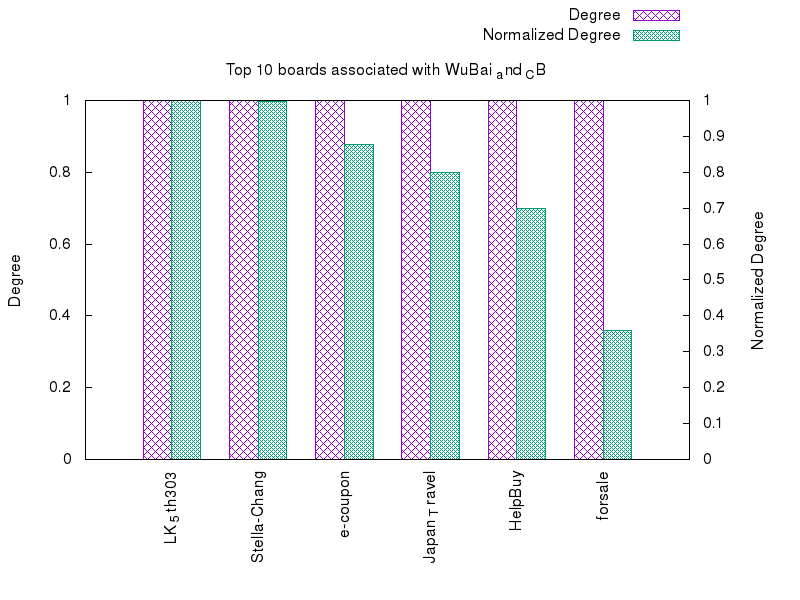 Degree
Normalized Degree
Top 10 boards associated with WuBai and CB
Degree
1
0.8
0.6
0.4
0.2
0
1
0.9
0.8
0.7
0.6
0.5
0.4
0.3
0.2
0.1
0
Normalized Degree
LK5th303
Stella-Chang
e-coupon
JapanTravel
HelpBuy
forsale